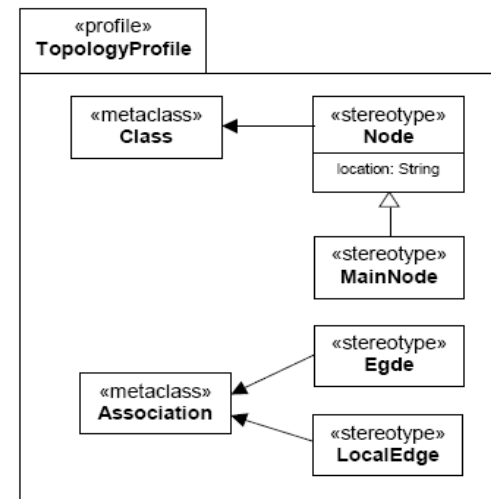 «profile»
TopologyProfile
«metaclass»
Class
«stereotype»
Node
location: String
«stereotype»
MainNode
«stereotype»
Egde
«metaclass»
Association
«stereotype»
LocalEdge